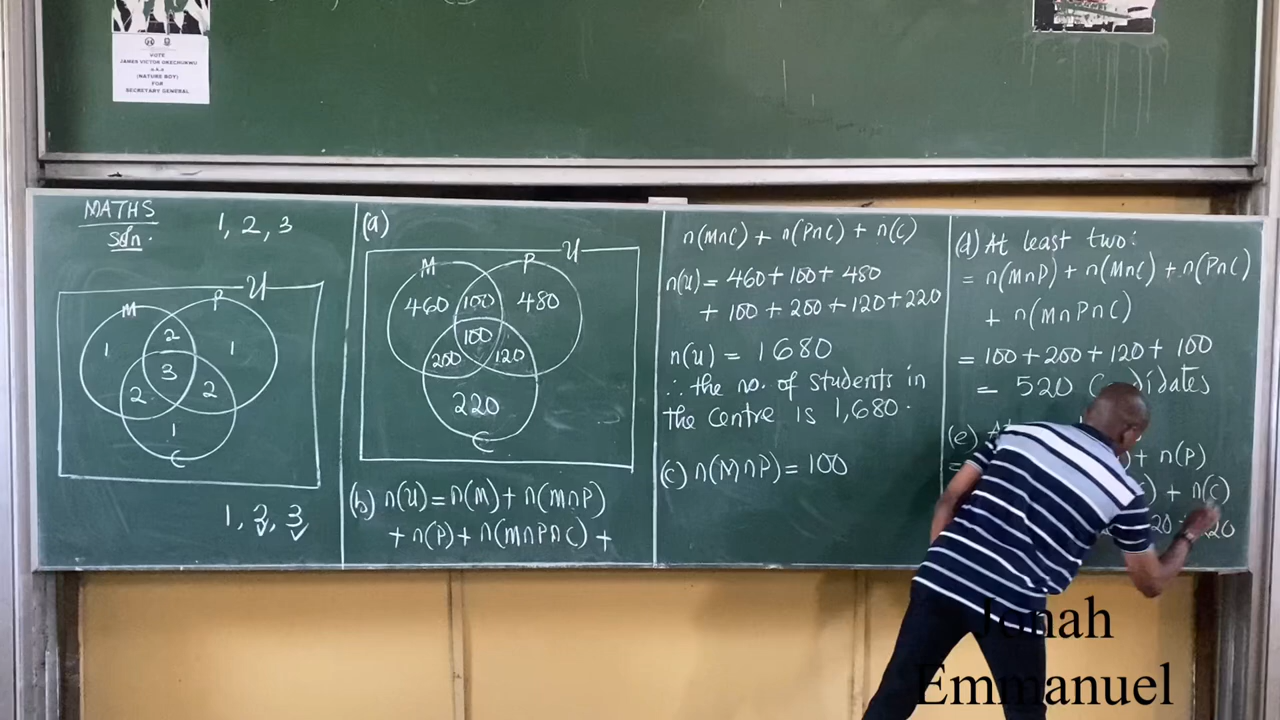 VOTE
JAMES VICTOR OKECHUKWU
a.k.a
(NATURE BOY)
FOR
SECRETARY GENERAL
MATHS
Soln.
1, 2, 3
U
M
P
1
2
1
3
2
2
1
C
1, 2, 3
(a)
U
M
P
460
100
480
100
200
120
220
C
(b) n(U) = n(M) + n(M∩P)
+ n(P) + n(M∩P∩C) +
n(M∩C) + n(P∩C) + n(C)
n(U) = 460 + 100 + 480
+ 100 + 200 + 120 + 220
n(U) = 1680
∴ the no. of students in
the centre is 1,680.
(c) n(M∩P) = 100
(d) At least two:
= n(M∩P) + n(M∩C) + n(P∩C)
+ n(M∩P∩C)
= 100 + 200 + 120 + 100
= 520
(e)
+ n(P)
+ n(C)
Jonah
Emmanuel